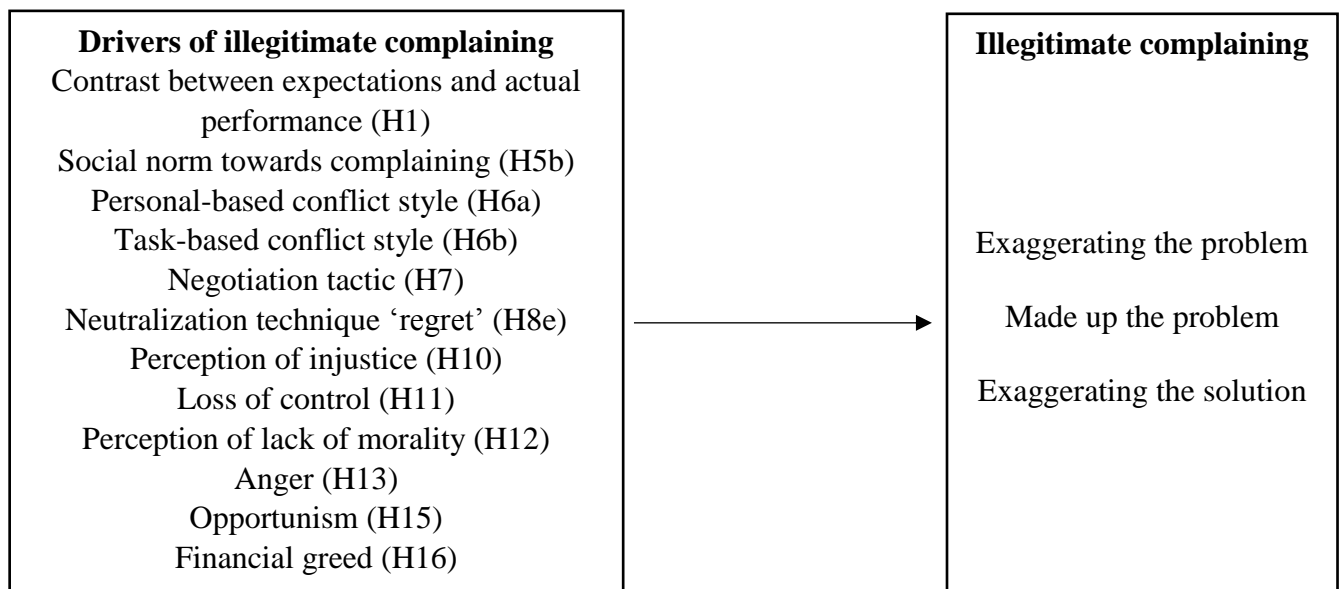 Drivers of illegitimate complaining
Contrast between expectations and actual
performance (H1)
Social norm towards complaining (H5b)
Personal-based conflict style (H6a)
Task-based conflict style (H6b)
Negotiation tactic (H7)
Neutralization technique ‘regret’ (H8e)
Perception of injustice (H10)
Loss of control (H11)
Perception of lack of morality (H12)
Anger (H13)
Opportunism (H15)
Financial greed (H16)
Illegitimate complaining
Exaggerating the problem
Made up the problem
Exaggerating the solution